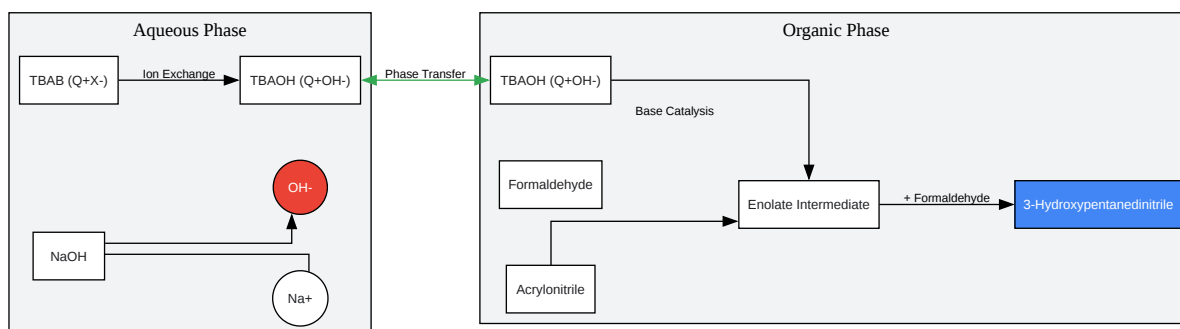 Aqueous Phase
Organic Phase
TBAB (Q+X-)
Ion Exchange
TBAOH (Q+OH-)
Phase Transfer
TBAOH (Q+OH-)
Base Catalysis
OH-
Formaldehyde
Enolate Intermediate
+ Formaldehyde
3-Hydroxypentanedinitrile
NaOH
Na+
Acrylonitrile